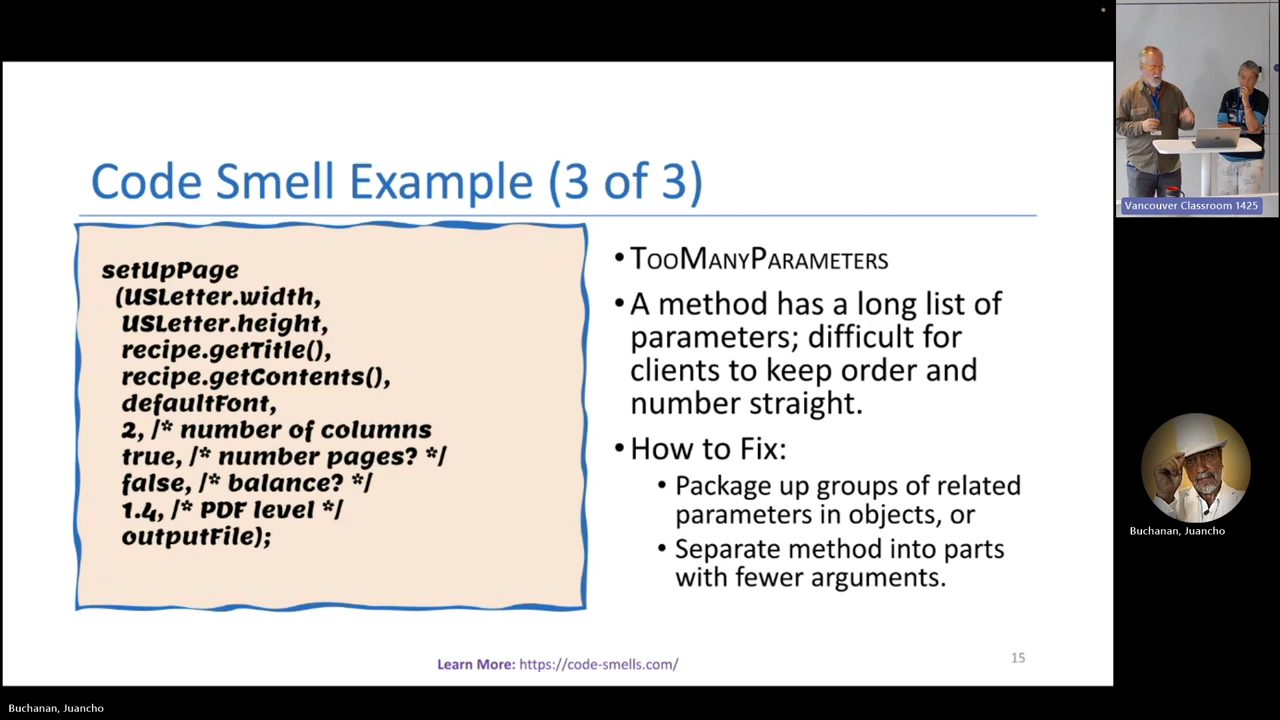 Code Smell Example (3 of 3)
setUpPage
(USLetter.width,
USLetter.height,
recipe.getTitle(),
recipe.getContents(),
defaultFont,
2, /* number of columns
true, /* number pages? */
false, /* balance? */
1.4, /* PDF level */
outputFile);
• TOOMANYPARAMETERS
• A method has a long list of
parameters; difficult for
clients to keep order and
number straight.
• How to Fix:
• Package up groups of related
parameters in objects, or
• Separate method into parts
with fewer arguments.
Learn More: https://code-smells.com/
15
Vancouver Classroom 1425
Buchanan, Juancho
Buchanan, Juancho